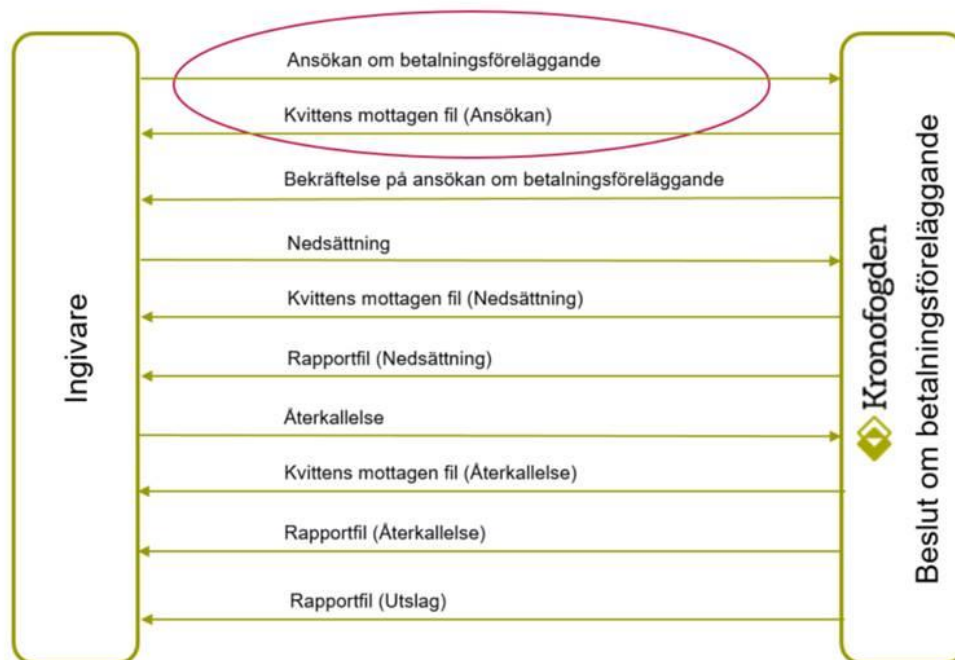 Ansökan om betalningsföreläggande
Kvittens mottagen fil (Ansökan)
Bekräftelse på ansökan om betalningsföreläggande
Nedsättning
Kvittens mottagen fil (Nedsättning)
Rapportfil (Nedsättning)
Återkallelse
Kvittens mottagen fil (Återkallelse)
Rapportfil (Återkallelse)
Rapportfil (Utslag)
Ingivare
Kronofogden
Beslut om betalningsföreläggande